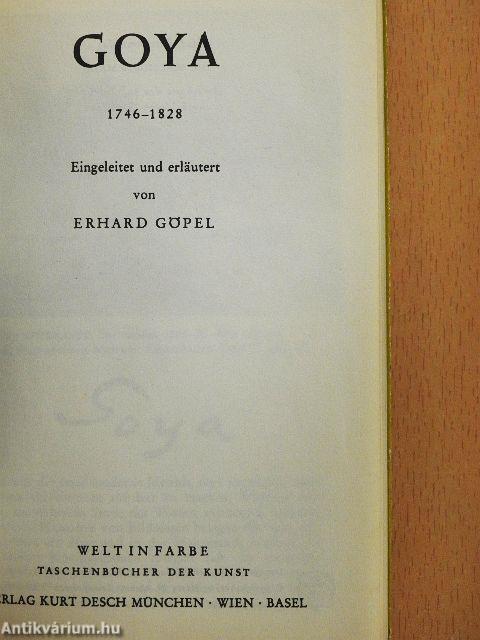 GOYA
1746–1828
Eingeleitet und erläutert
von
ERHARD GÖPEL
Goya
WELT IN FARBE
TASCHENBÜCHER DER KUNST
ERLAG KURT DESCH MÜNCHEN · WIEN · BASEL
Antikvárium.hu